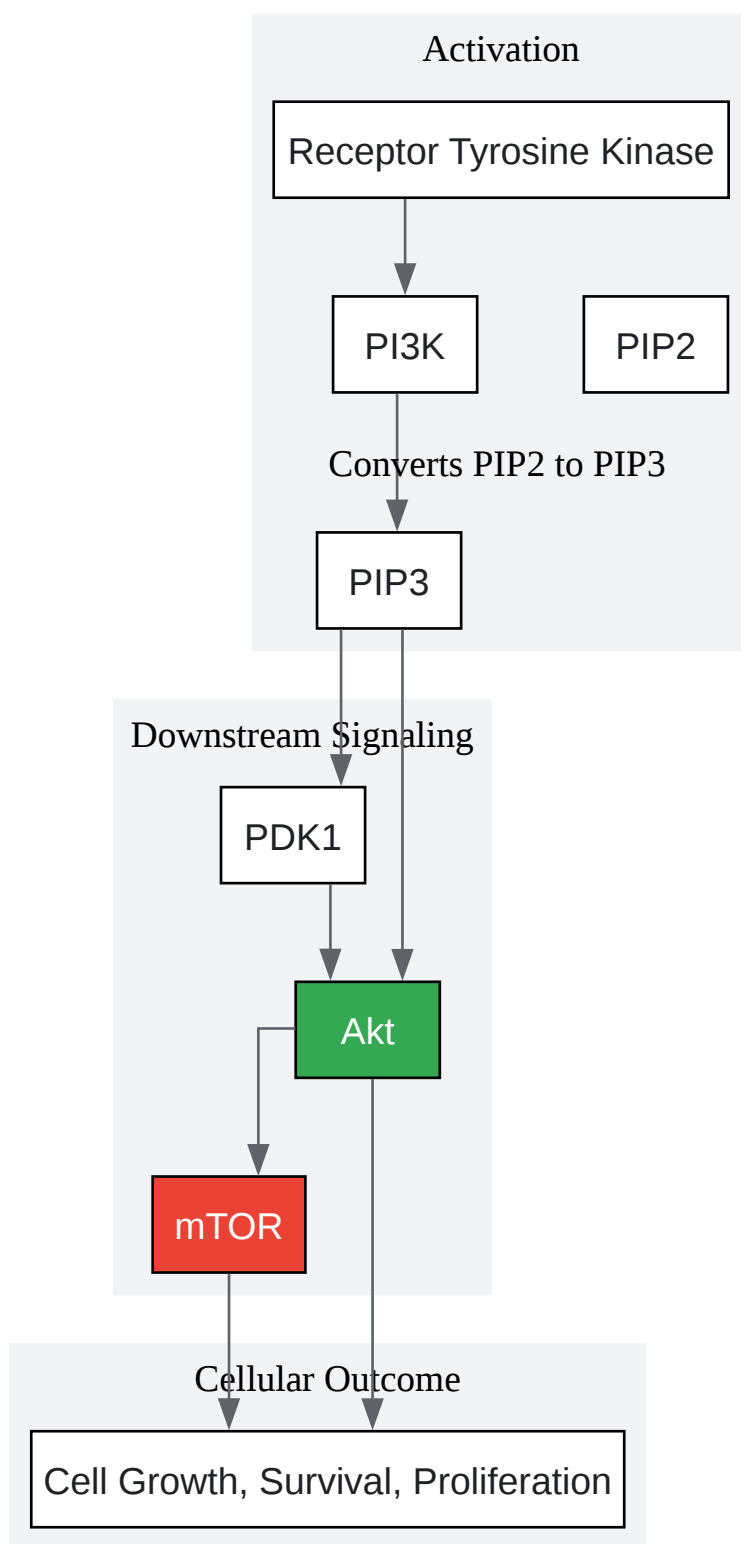 Activation
Receptor Tyrosine Kinase
PI3K
PIP2
Converts PIP2 to PIP3
PIP3
Downstream Signaling
PDK1
Akt
mTOR
Cellular Outcome
Cell Growth, Survival, Proliferation